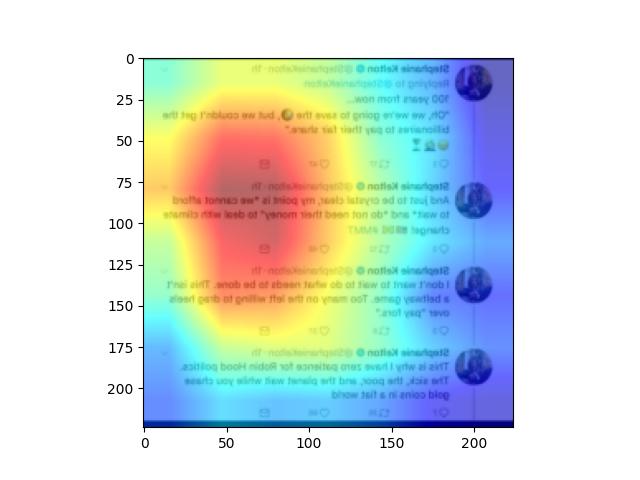 Stephanie Kelton @StephanieKelton · 1h
Replying to @StephanieKelton
100 years from now...
"Oh, we we're going to save the 🌎, but we couldn't get the
billionaires to pay their fair share."
Stephanie Kelton @StephanieKelton · 1h
And just to be crystal clear, my point is *we cannot afford
to wait* and *do not need their money* to deal with climate
change! #MMT
Stephanie Kelton @StephanieKelton · 1h
I don't want to wait to do what needs to be done. This isn't
a beltway game. Too many on the left willing to drag heels
over "pay fors."
Stephanie Kelton @StephanieKelton · 1h
This is why I have zero patience for Robin Hood politics.
The sick, the poor, and the planet wait while you chase
gold coins in a fiat world
0
25
50
75
100
125
150
175
200
0 50 100 150 200